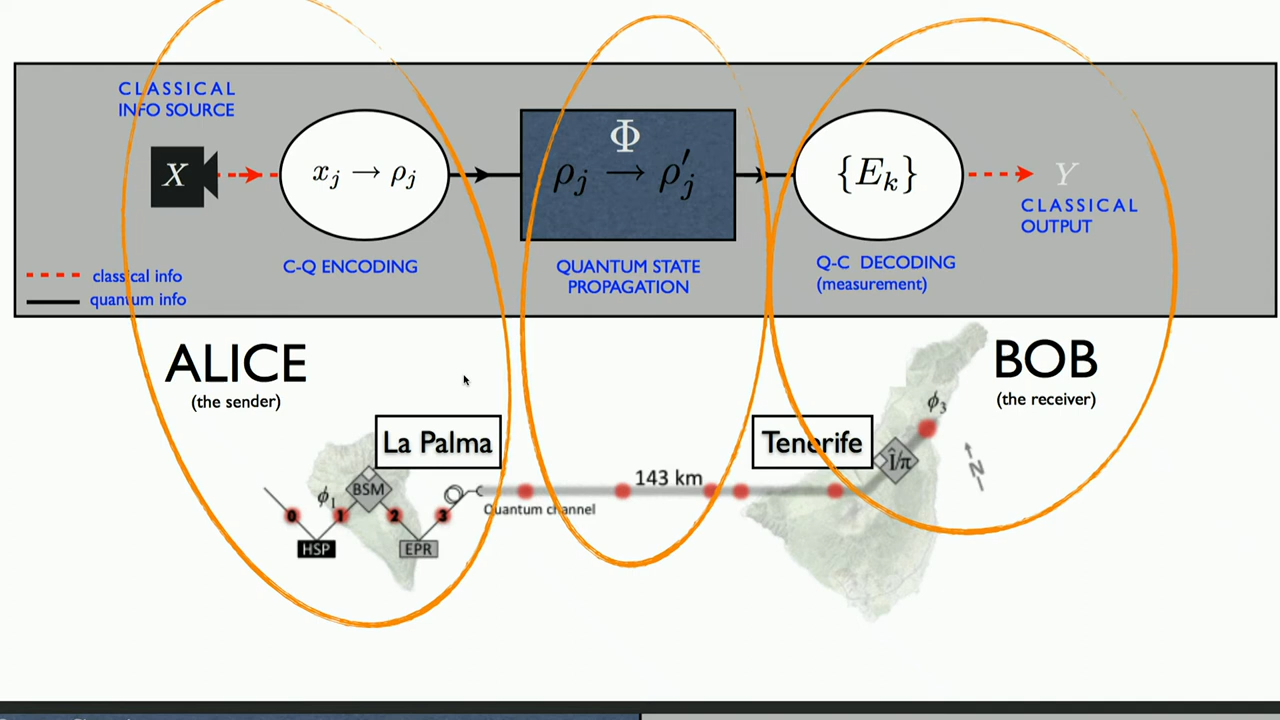 CLASSICAL
INFO SOURCE
X
x_j → ρ_j
Φ
ρ_j → ρ'_j
{E_k}
Y
CLASSICAL
OUTPUT
C-Q ENCODING
QUANTUM STATE
PROPAGATION
Q-C DECODING
(measurement)
classical info
quantum info
ALICE
(the sender)
BOB
(the receiver)
La Palma
Tenerife
143 km
Quantum channel
ϕ_1
BSM
0
1
2
3
HSP
EPR
Î/π
ϕ_3
N